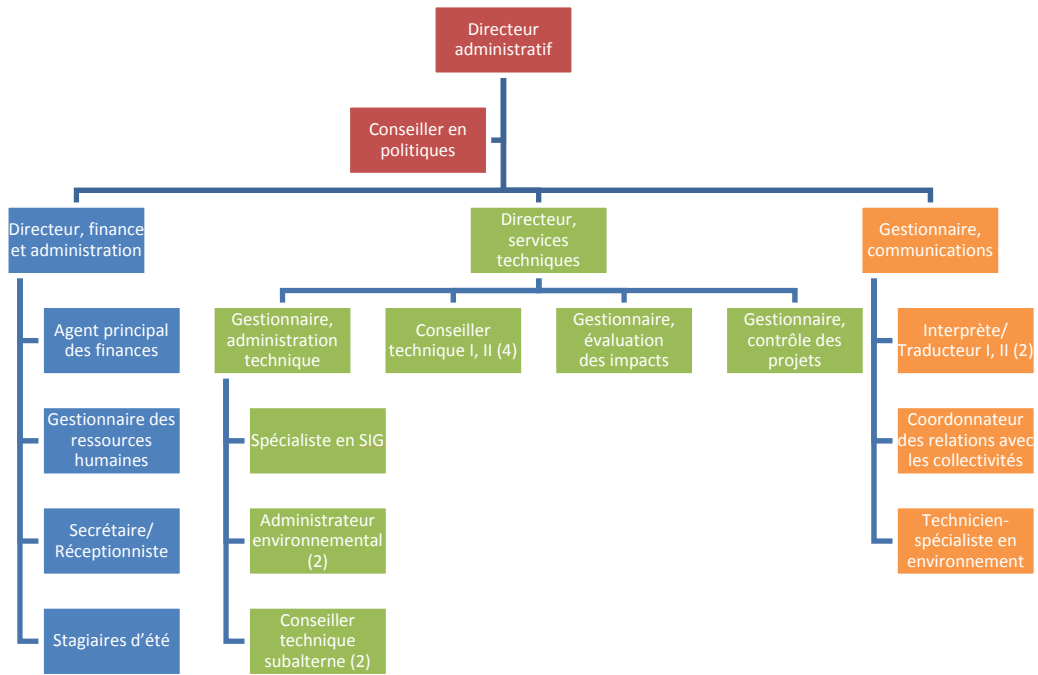 Directeur
administratif
Conseiller en
politiques
Directeur, finance
et administration
Agent principal
des finances
Gestionnaire des
ressources
humaines
Secrétaire/
Réceptionniste
Stagiaires d’été
Directeur,
services
techniques
Gestionnaire,
administration
technique
Spécialiste en SIG
Administrateur
environnemental
(2)
Conseiller
technique
subalterne (2)
Conseiller
technique I, II (4)
Gestionnaire,
évaluation
des impacts
Gestionnaire,
contrôle des
projets
Gestionnaire,
communications
Interprète/
Traducteur I, II (2)
Coordonnateur
des relations avec
les collectivités
Technicien-
spécialiste en
environnement